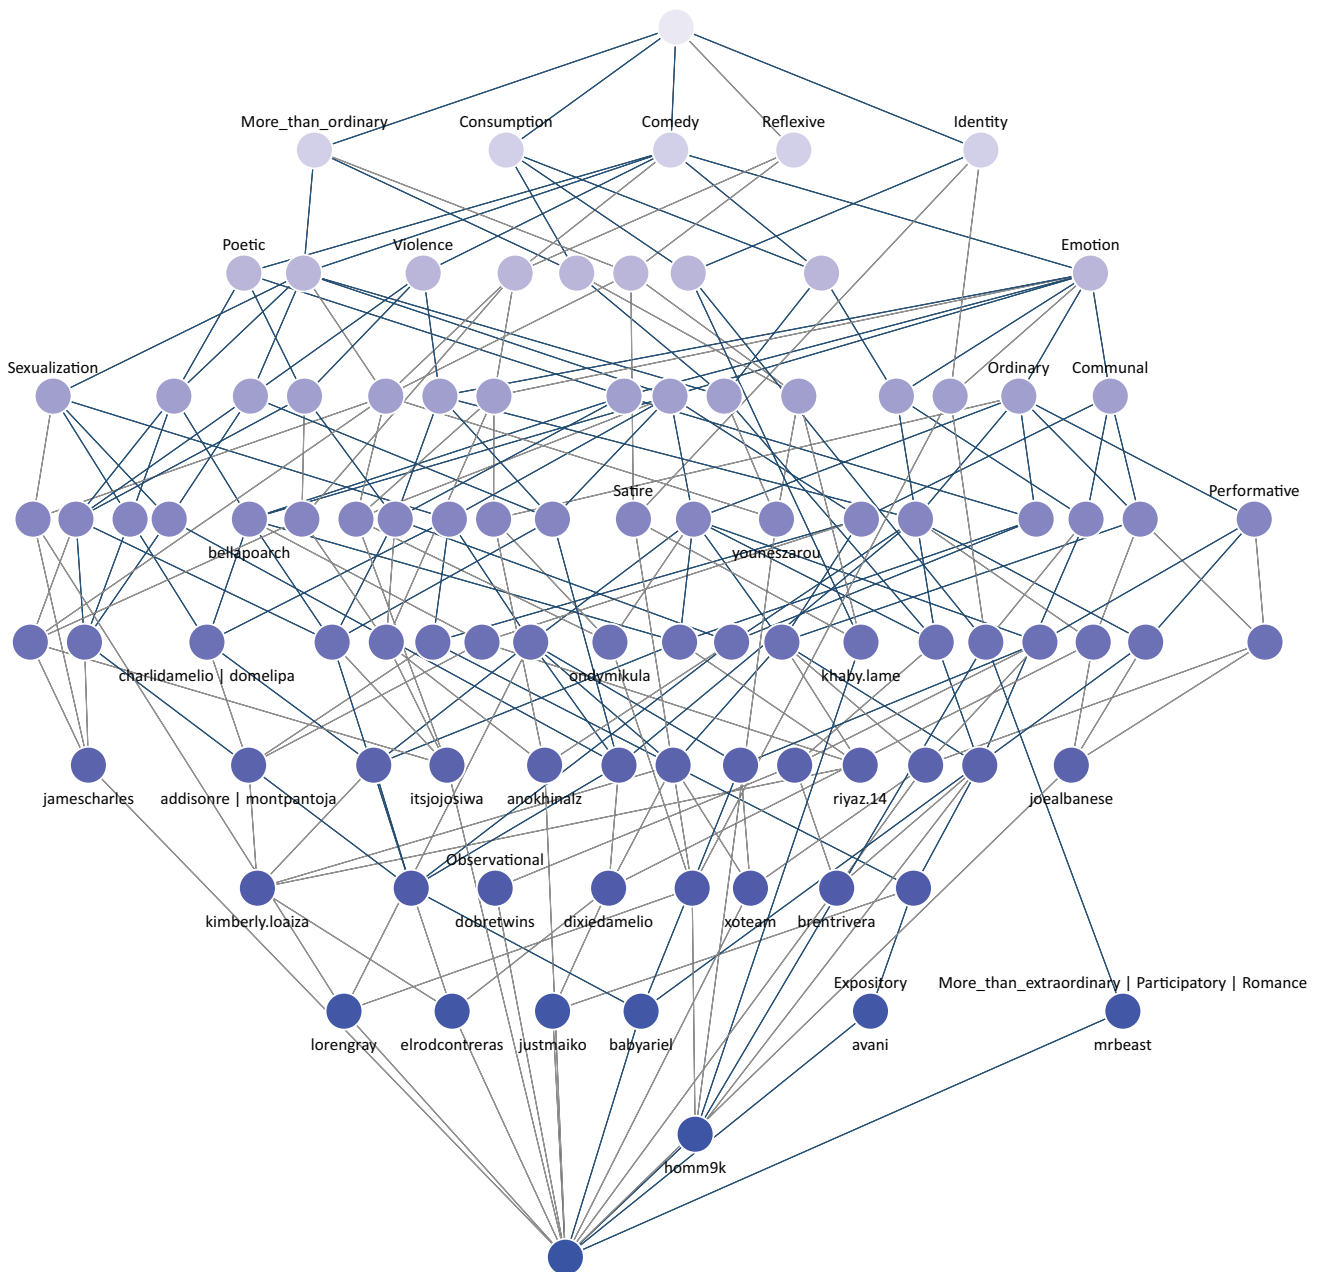 More_than_ordinary
Consumption
Comedy
Reflexive
Identity
Poetic
Violence
Emotion
Sexualization
Ordinary
Communal
Satire
Performative
bellapoarch
youneszarou
charlidamelio | domelipa
ondymikula
khaby.lame
jamescharles
addisonre | montpantoja
itsjojosiwa
anokhinalz
riyaz.14
joealbanese
Observational
kimberly.loaiza
dobretwins
dixiedamelio
xoteam
brentrivera
Expository
More_than_extraordinary | Participatory | Romance
lorengray
elrodcontreras
justmaiko
babyariel
avani
mrbeast
homm9k